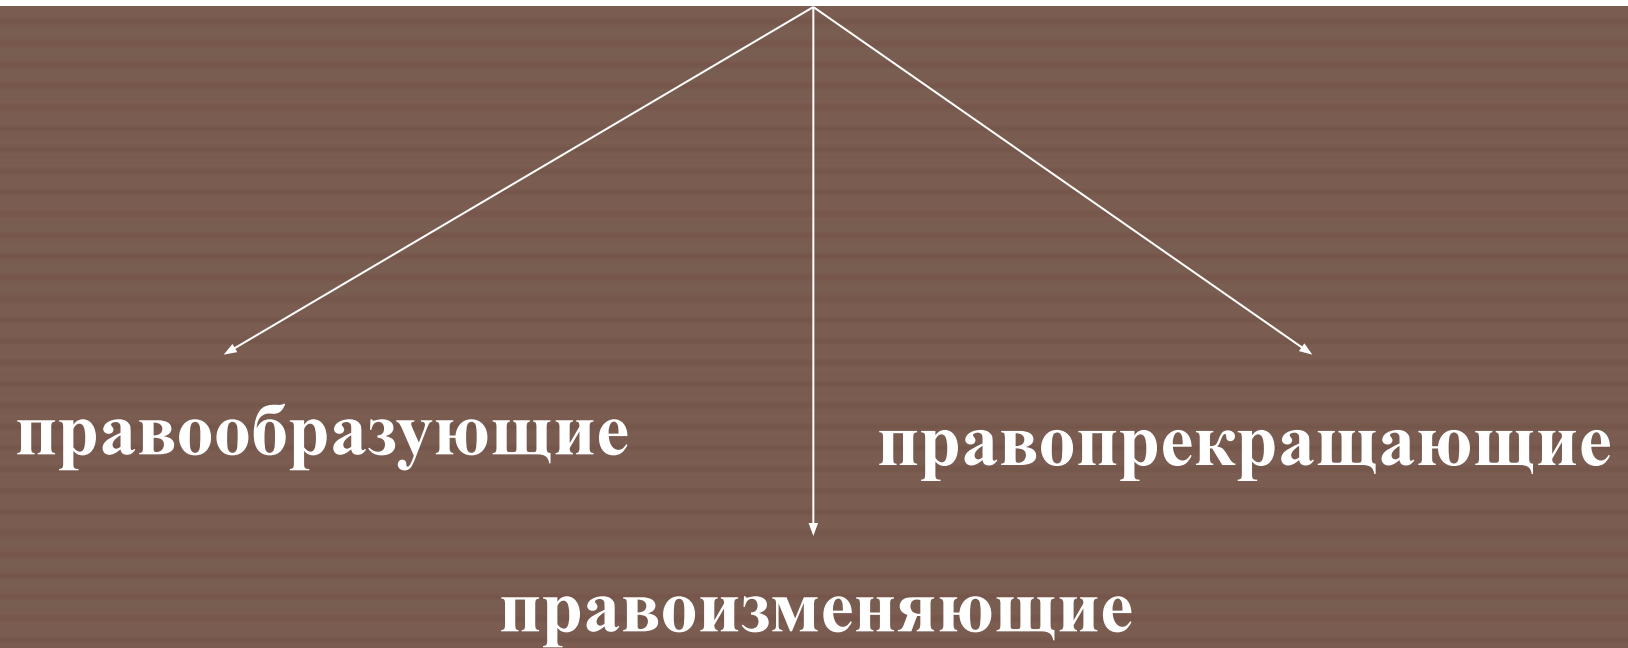 правообразующие
правопрекращающие
правоизменяющие